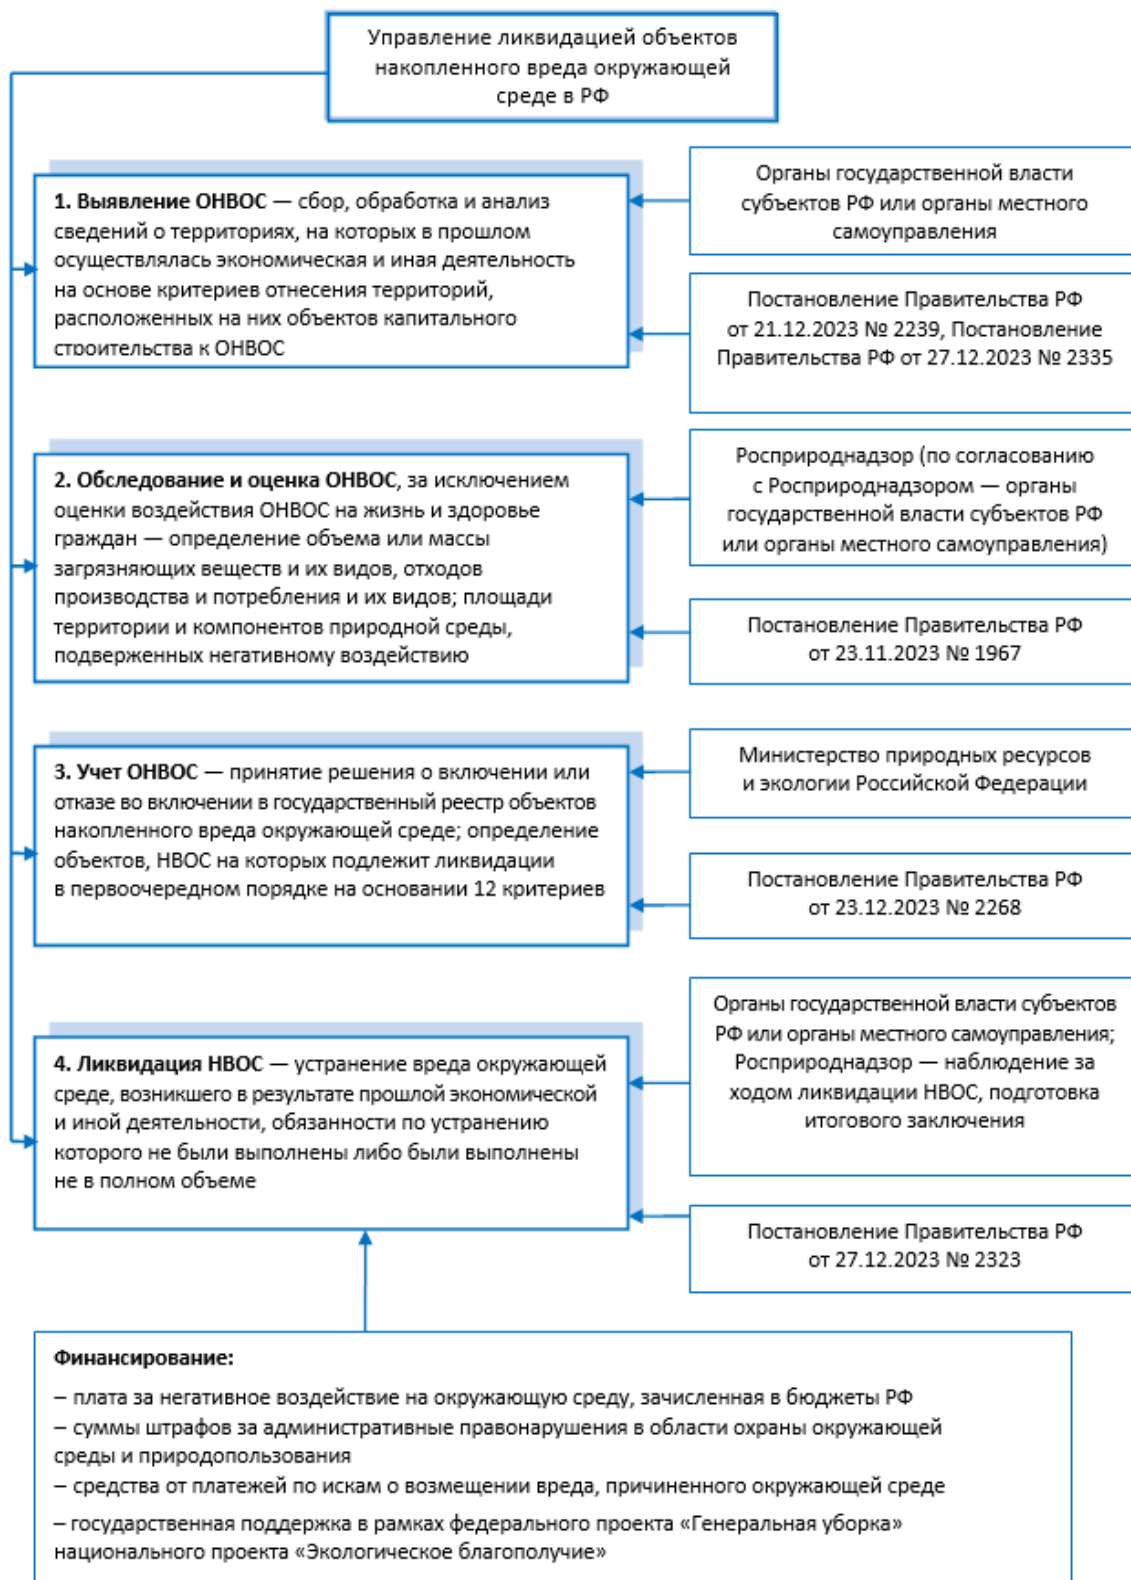 Управление ликвидацией объектов
накопленного вреда окружающей
среде в РФ
1. Выявление ОНВОС — сбор, обработка и анализ
сведений о территориях, на которых в прошлом
осуществлялась экономическая и иная деятельность
на основе критериев отнесения территорий,
расположенных на них объектов капитального
строительства к ОНВОС
Органы государственной власти
субъектов РФ или органы местного
самоуправления
Постановление Правительства РФ
от 21.12.2023 № 2239, Постановление
Правительства РФ от 27.12.2023 № 2335
2. Обследование и оценка ОНВОС, за исключением
оценки воздействия ОНВОС на жизнь и здоровье
граждан — определение объема или массы
загрязняющих веществ и их видов, отходов
производства и потребления и их видов; площади
территории и компонентов природной среды,
подверженных негативному воздействию
Росприроднадзор (по согласованию
с Росприроднадзором — органы
государственной власти субъектов РФ
или органы местного самоуправления)
Постановление Правительства РФ
от 23.11.2023 № 1967
3. Учет ОНВОС — принятие решения о включении или
отказе во включении в государственный реестр объектов
накопленного вреда окружающей среде; определение
объектов, НВОС на которых подлежит ликвидации
в первоочередном порядке на основании 12 критериев
Министерство природных ресурсов
и экологии Российской Федерации
Постановление Правительства РФ
от 23.12.2023 № 2268
4. Ликвидация НВОС — устранение вреда окружающей
среде, возникшего в результате прошлой экономической
и иной деятельности, обязанности по устранению
которого не были выполнены либо были выполнены
не в полном объеме
Органы государственной власти субъектов
РФ или органы местного самоуправления;
Росприроднадзор — наблюдение за
ходом ликвидации НВОС, подготовка
итогового заключения
Постановление Правительства РФ
от 27.12.2023 № 2323
Финансирование:
– плата за негативное воздействие на окружающую среду, зачисленная в бюджеты РФ
– суммы штрафов за административные правонарушения в области охраны окружающей
среды и природопользования
– средства от платежей по искам о возмещении вреда, причиненного окружающей среде
– государственная поддержка в рамках федерального проекта «Генеральная уборка»
национального проекта «Экологическое благополучие»